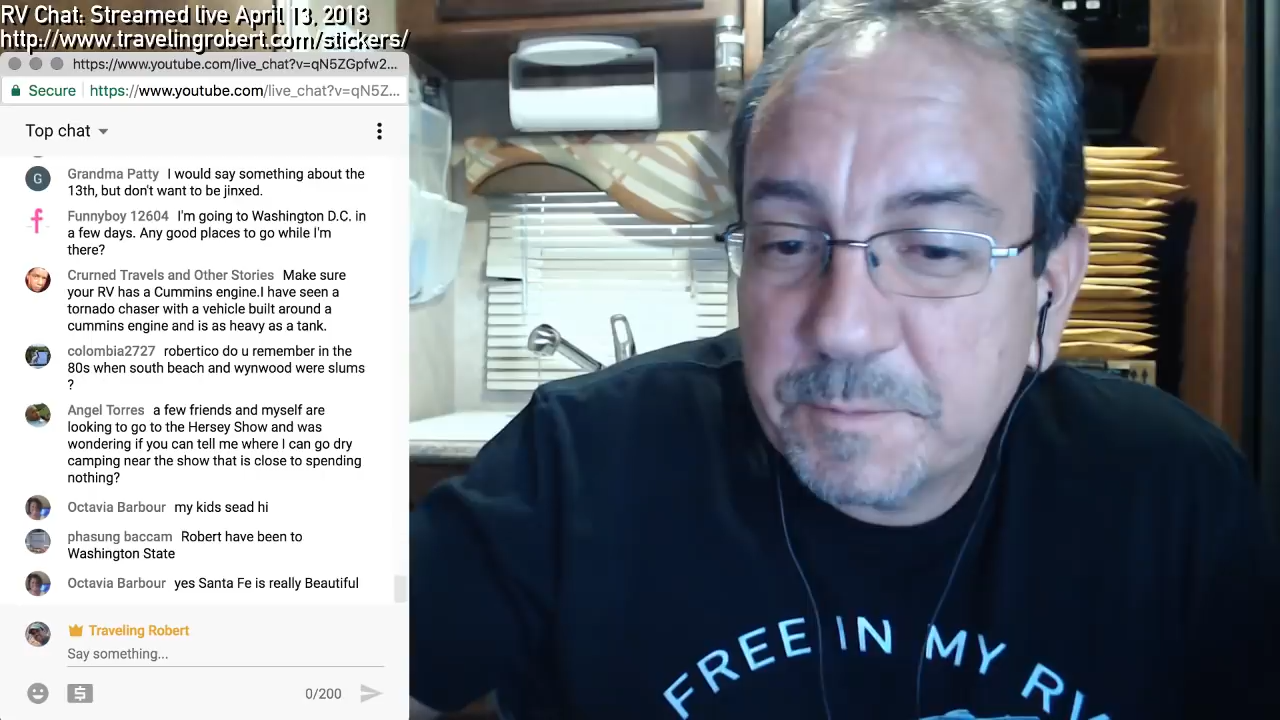 RV Chat: Streamed live April 13, 2018
http://www.travelingrobert.com/stickers/
https://www.youtube.com/live_chat?v=qN5ZGpfw2...
Secure https://www.youtube.com/live_chat?v=qN5Z...
Top chat
G Grandma Patty I would say something about the
13th, but don't want to be jinxed.
f Funnyboy 12604 I'm going to Washington D.C. in
a few days. Any good places to go while I'm
there?
Crurned Travels and Other Stories Make sure
your RV has a Cummins engine.I have seen a
tornado chaser with a vehicle built around a
cummins engine and is as heavy as a tank.
colombia2727 robertico do u remember in the
80s when south beach and wynwood were slums
?
Angel Torres a few friends and myself are
looking to go to the Hersey Show and was
wondering if you can tell me where I can go dry
camping near the show that is close to spending
nothing?
Octavia Barbour my kids sead hi
phasung baccam Robert have been to
Washington State
Octavia Barbour yes Santa Fe is really Beautiful
Traveling Robert
Say something...
$ 0/200
FREE IN MY RV